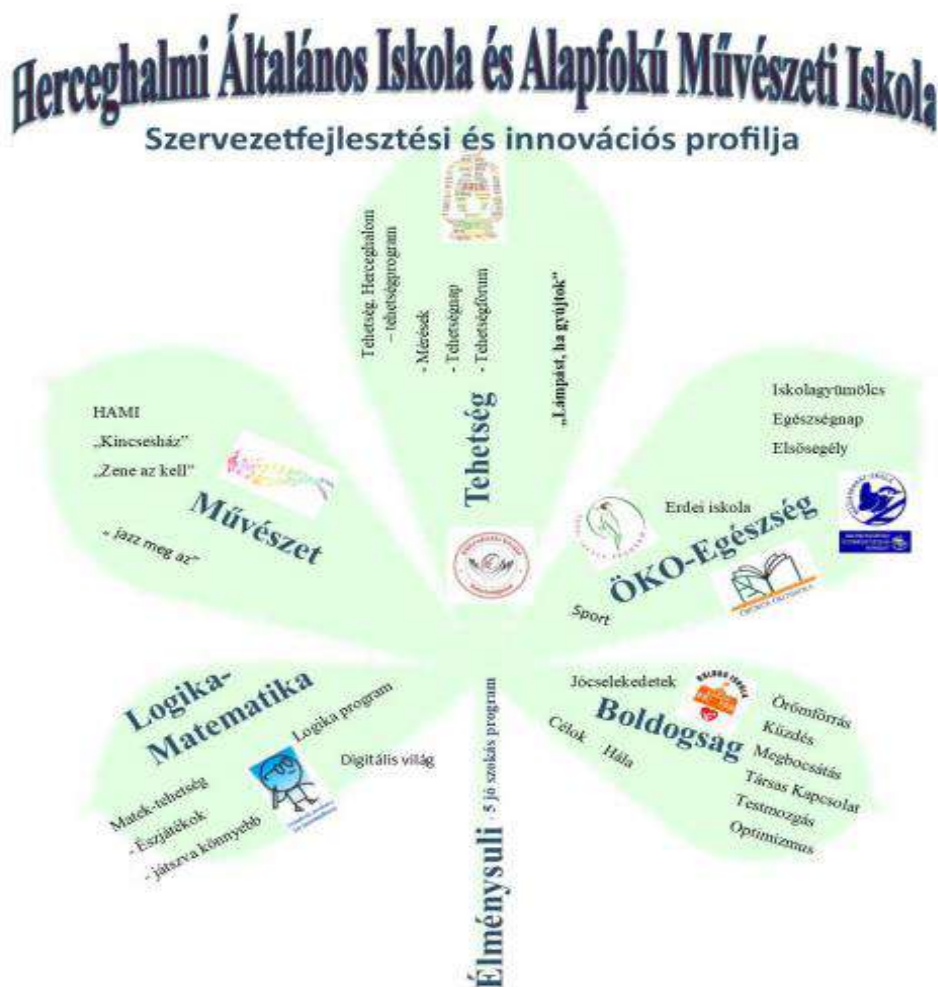 Herceghalmi Általános Iskola és Alapfokú Művészeti Iskola
Szervezetfejlesztési és innovációs profilja
Tehetség, Herceghalom
– tehetségprogram
- Mérések
- Tehetségnap
- Tehetségfórum
„Lámpást, ha gyújtok”
Tehetség
HAMI
„Kincsesház”
„Zene az kell”
Művészet
„ jazz meg az”
Iskolagyümölcs
Egészségnap
Elsősegély
Erdei iskola
ÖKO-Egészség
Sport
Logika-
Matematika
Logika program
Digitális világ
Matek-tehetség
- Észjátékok
- játszva könnyebb
Jócselekedetek
BOLDOG ISKOLA
Boldogság
Célok
Hála
Örömforrás
Küzdés
Megbocsátás
Társas Kapcsolat
Testmozgás
Optimizmus
Élménysuli - 5 jó szokás program